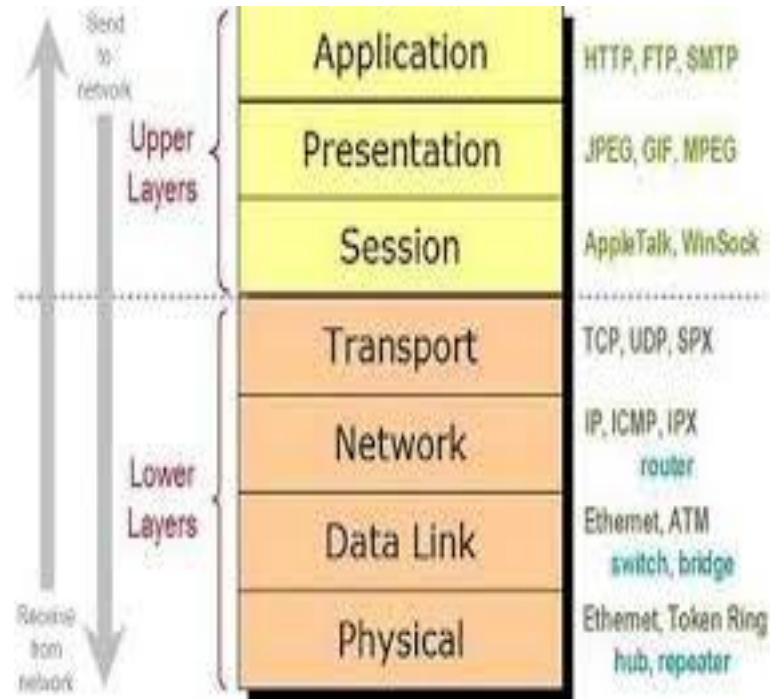 Send
to
network
Upper
Layers
Application
HTTP, FTP, SMTP
Presentation
JPEG, GIF, MPEG
Session
AppleTalk, WinSock
Lower
Layers
Transport
TCP, UDP, SPX
Network
IP, ICMP, IPX
router
Data Link
Ethernet, ATM
switch, bridge
Physical
Ethernet, Token Ring
hub, repeater
Receive
from
network